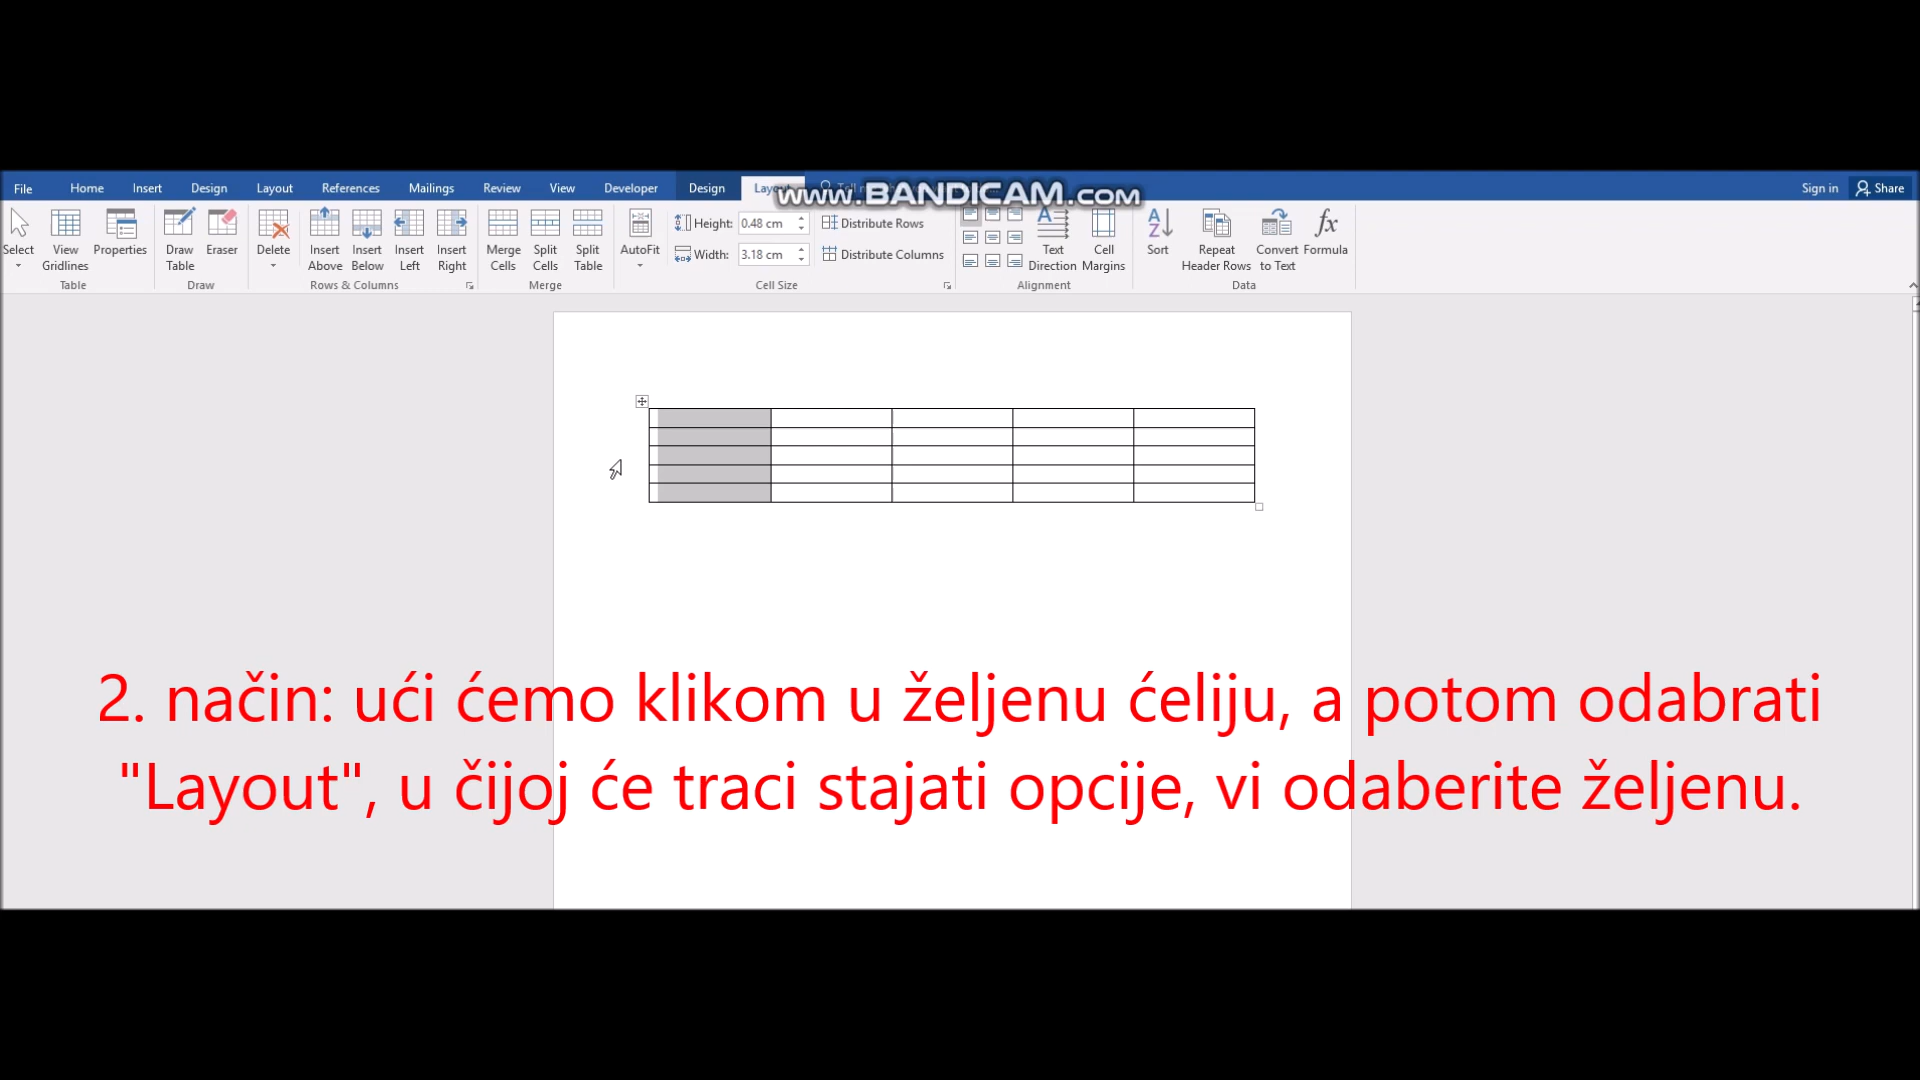 File Home Insert Design Layout References Mailings Review View Developer Design www.BANDICAM.com Sign in Share
Select View Gridlines Properties
Table
Draw Table Eraser
Draw
Delete Insert Above Insert Below Insert Left Insert Right
Rows & Columns
Merge Cells Split Cells Split Table
Merge
AutoFit Height: 0.48 cm Distribute Rows
Width: 3.18 cm Distribute Columns
Cell Size
Text Direction Cell Margins
Alignment
Sort Repeat Header Rows Convert to Text Formula
Data
2. način: ući ćemo klikom u željenu ćeliju, a potom odabrati
"Layout", u čijoj će traci stajati opcije, vi odaberite željenu.